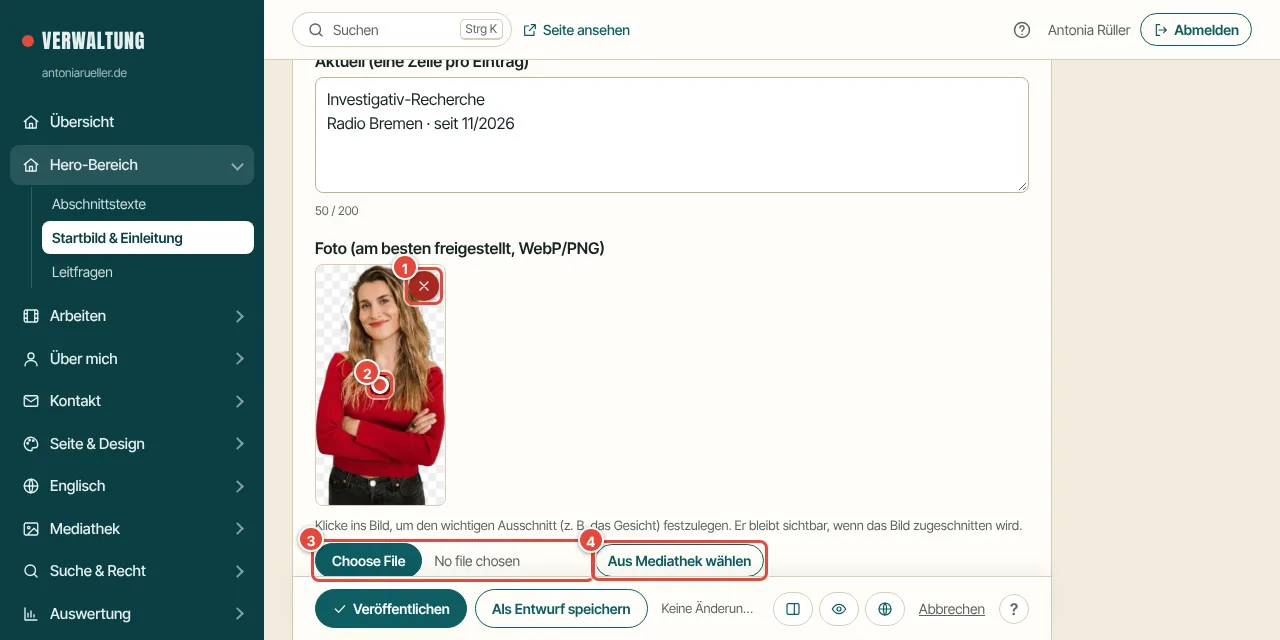 VERWALTUNG
antoniarueller.de
Übersicht
Hero-Bereich
Abschnittstexte
Startbild & Einleitung
Leitfragen
Arbeiten
Über mich
Kontakt
Seite & Design
Englisch
Mediathek
Suche & Recht
Auswertung
Suchen
Strg K
Seite ansehen
?
Antonia Rüller
Abmelden
Aktuell (eine Zeile pro Eintrag)
Investigativ-Recherche
Radio Bremen · seit 11/2026
50 / 200
Foto (am besten freigestellt, WebP/PNG)
1
2
Klicke ins Bild, um den wichtigen Ausschnitt (z. B. das Gesicht) festzulegen. Er bleibt sichtbar, wenn das Bild zugeschnitten wird.
3
4
Choose File
No file chosen
Aus Mediathek wählen
Veröffentlichen
Als Entwurf speichern
Keine Änderun…
Abbrechen
?